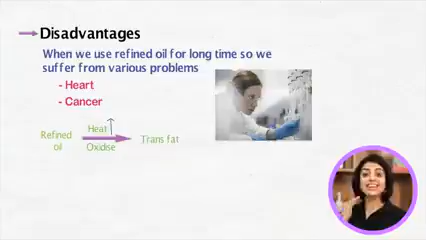 Disadvantages
When we use refined oil for long time so we
suffer from various problems
- Heart
- Cancer
Refined
oil
Heat
Oxidise
Trans fat